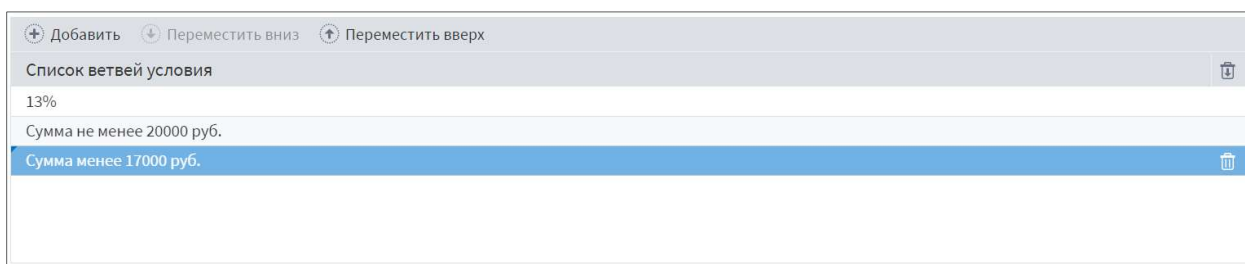 Добавить Переместить вниз Переместить вверх
Список ветвей условия
13%
Сумма не менее 20000 руб.
Сумма менее 17000 руб.